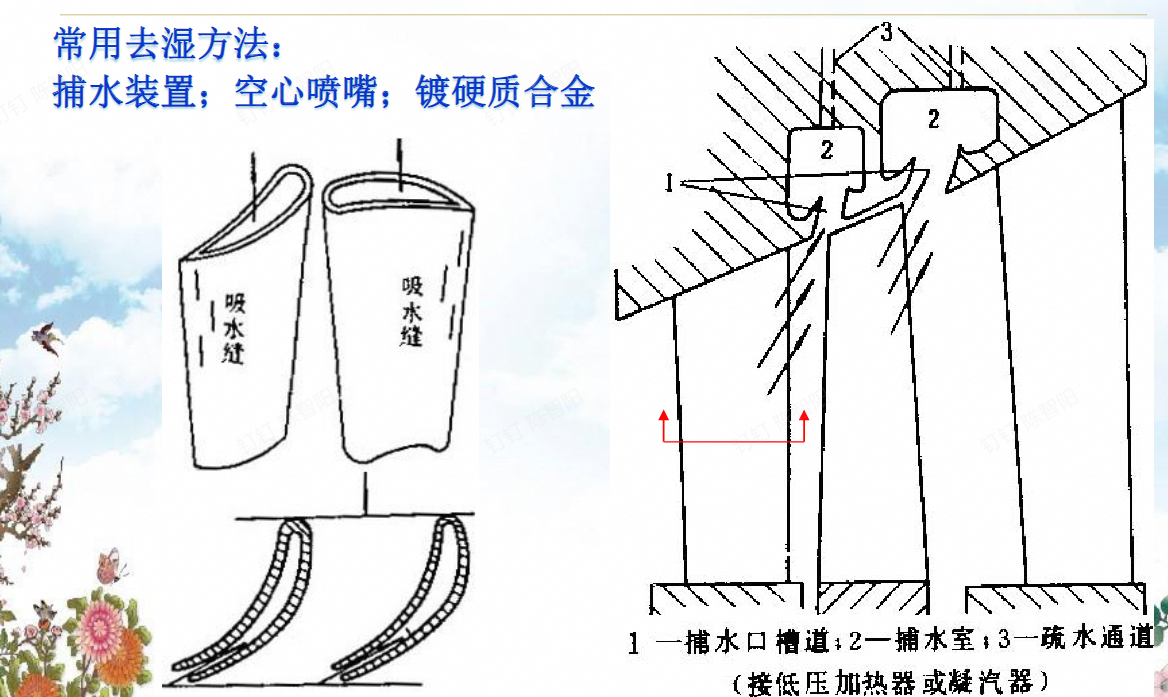 常用去湿方法：
捕水装置；空心喷嘴；镀硬质合金
3
2
2
1
吸水缝
吸水缝
1 一捕水口槽道；2一捕水室；3一疏水通道
（接低压加热器或凝汽器）